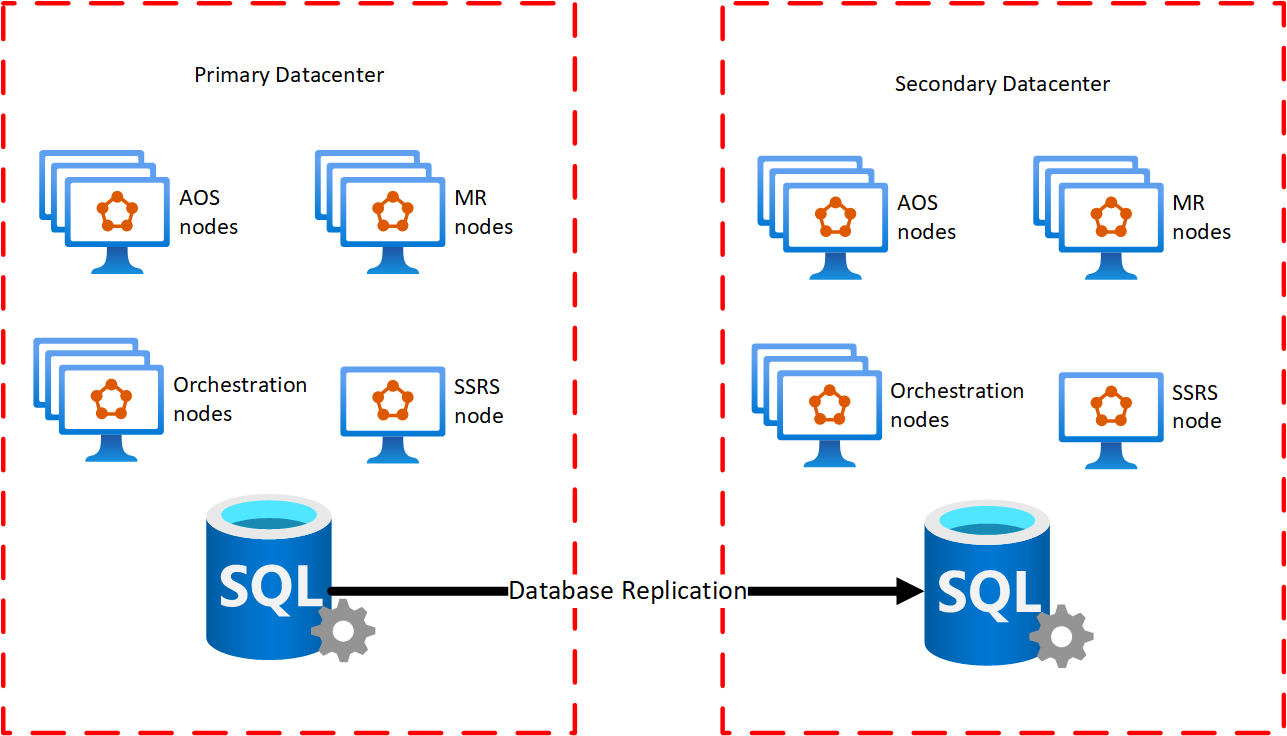 Primary Datacenter
AOS
nodes
MR
nodes
Orchestration
nodes
SSRS
node
SQL
Database Replication
Secondary Datacenter
AOS
nodes
MR
nodes
Orchestration
nodes
SSRS
node
SQL